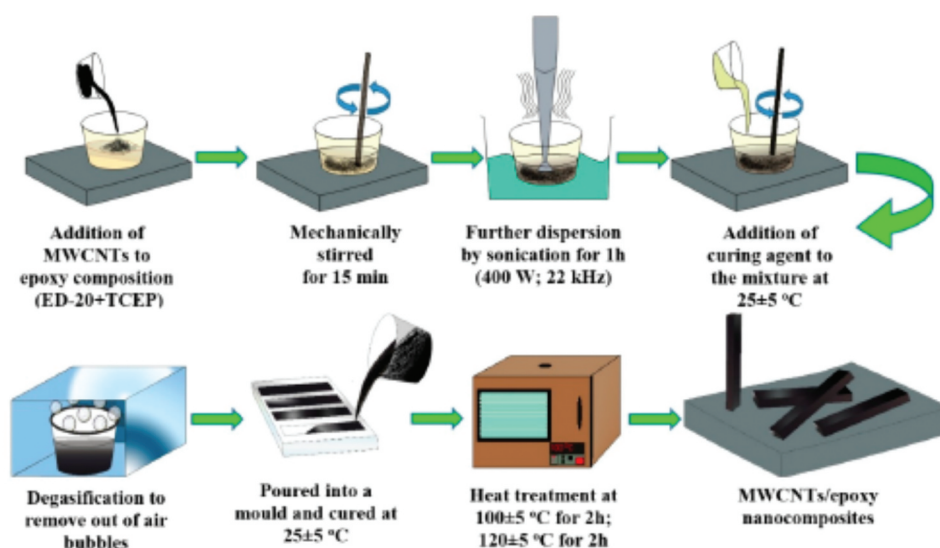 Addition of
MWCNTs to
epoxy composition
(ED-20+TCEP)
Mechanically
stirred
for 15 min
Further dispersion
by sonication for 1h
(400 W; 22 kHz)
Addition of
curing agent to
the mixture at
25±5 °C
Degasification to
remove out of air
bubbles
Poured into a
mould and cured at
25±5 °C
Heat treatment at
100±5 °C for 2h;
120±5 °C for 2h
MWCNTs/epoxy
nanocomposites